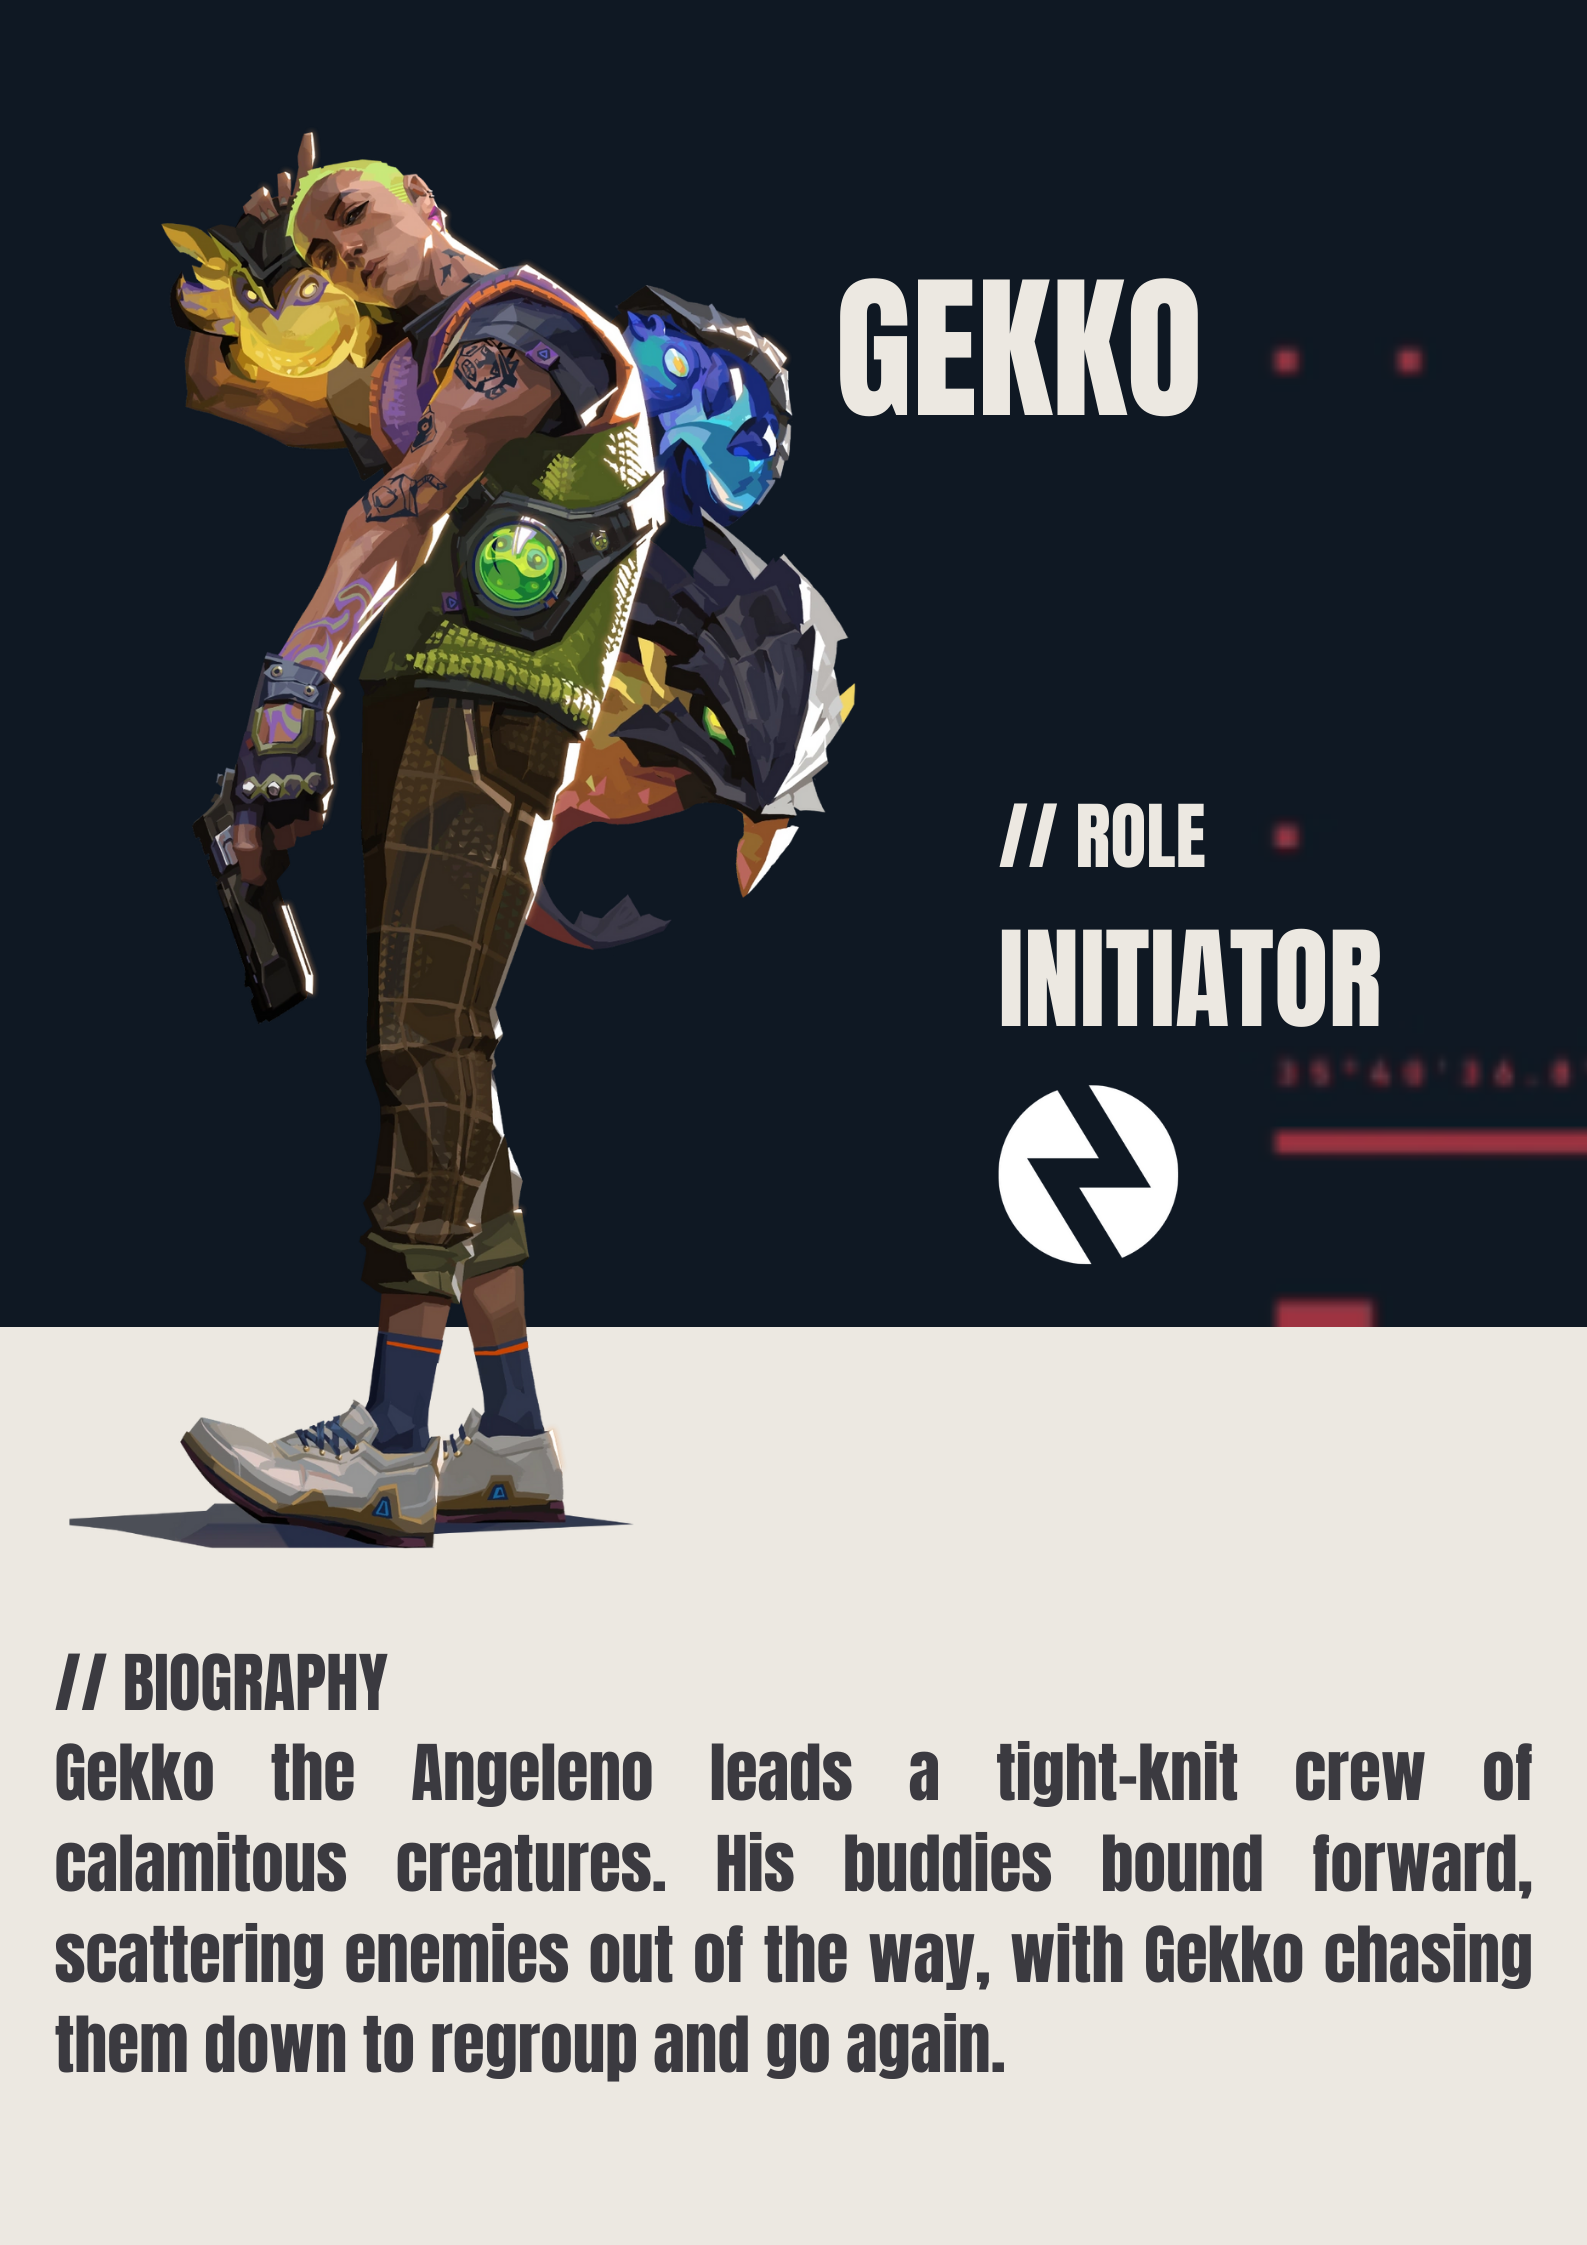 GEKKO
// ROLE
INITIATOR
// BIOGRAPHY
Gekko the Angeleno leads a tight-knit crew of
calamitous creatures. His buddies bound forward,
scattering enemies out of the way, with Gekko chasing
them down to regroup and go again.